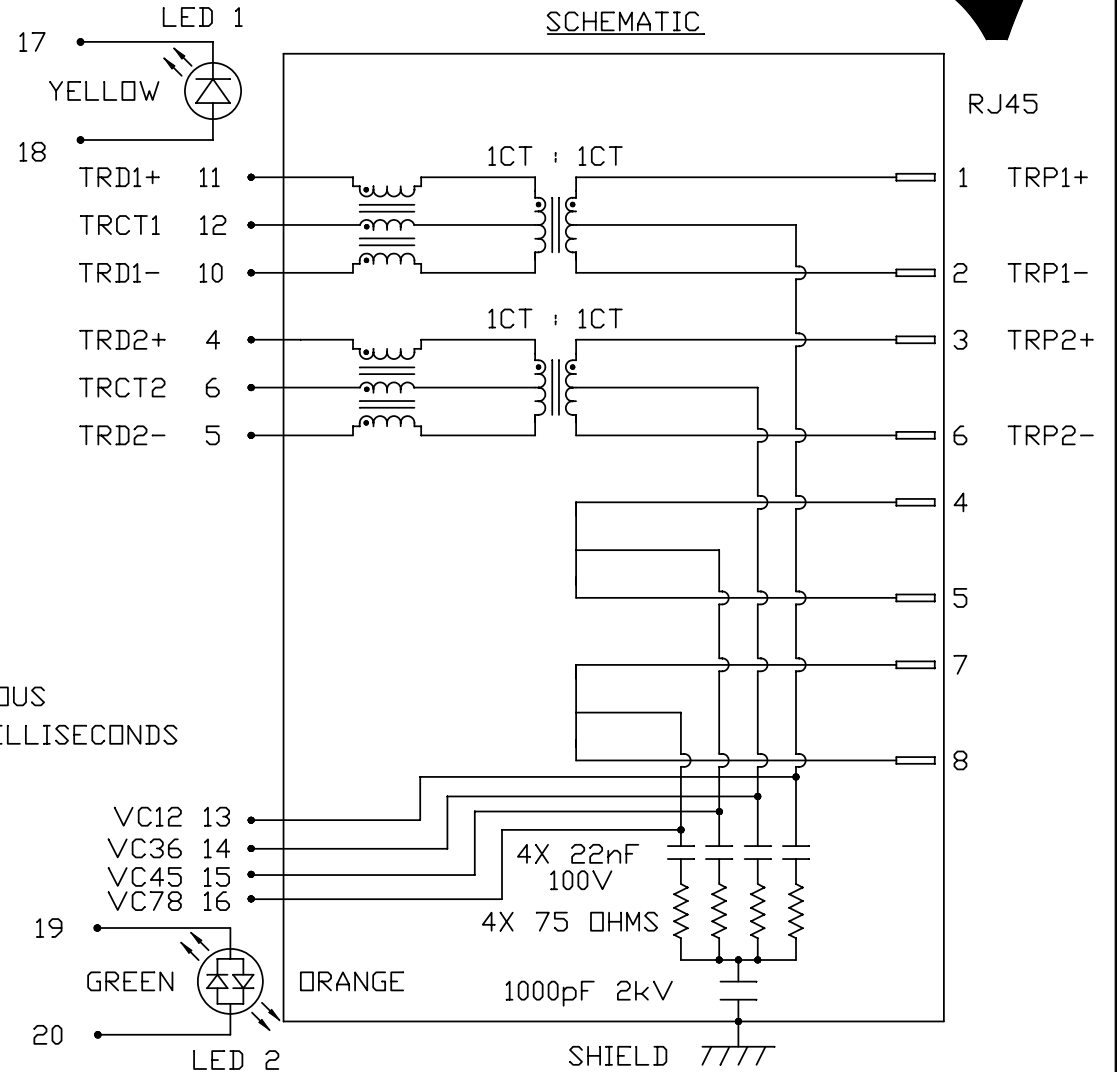 SCHEMATIC
LED 1
17
YELLOW
18
RJ45
1CT : 1CT
TRD1+ 11
1 TRP1+
TRCT1 12
TRD1- 10
2 TRP1-
1CT : 1CT
TRD2+ 4
3 TRP2+
TRCT2 6
TRD2- 5
6 TRP2-
4
5
7
8
VC12 13
VC36 14
VC45 15
VC78 16
4X 22nF
100V
4X 75 OHMS
19
GREEN
ORANGE
1000pF 2kV
20
LED 2
SHIELD